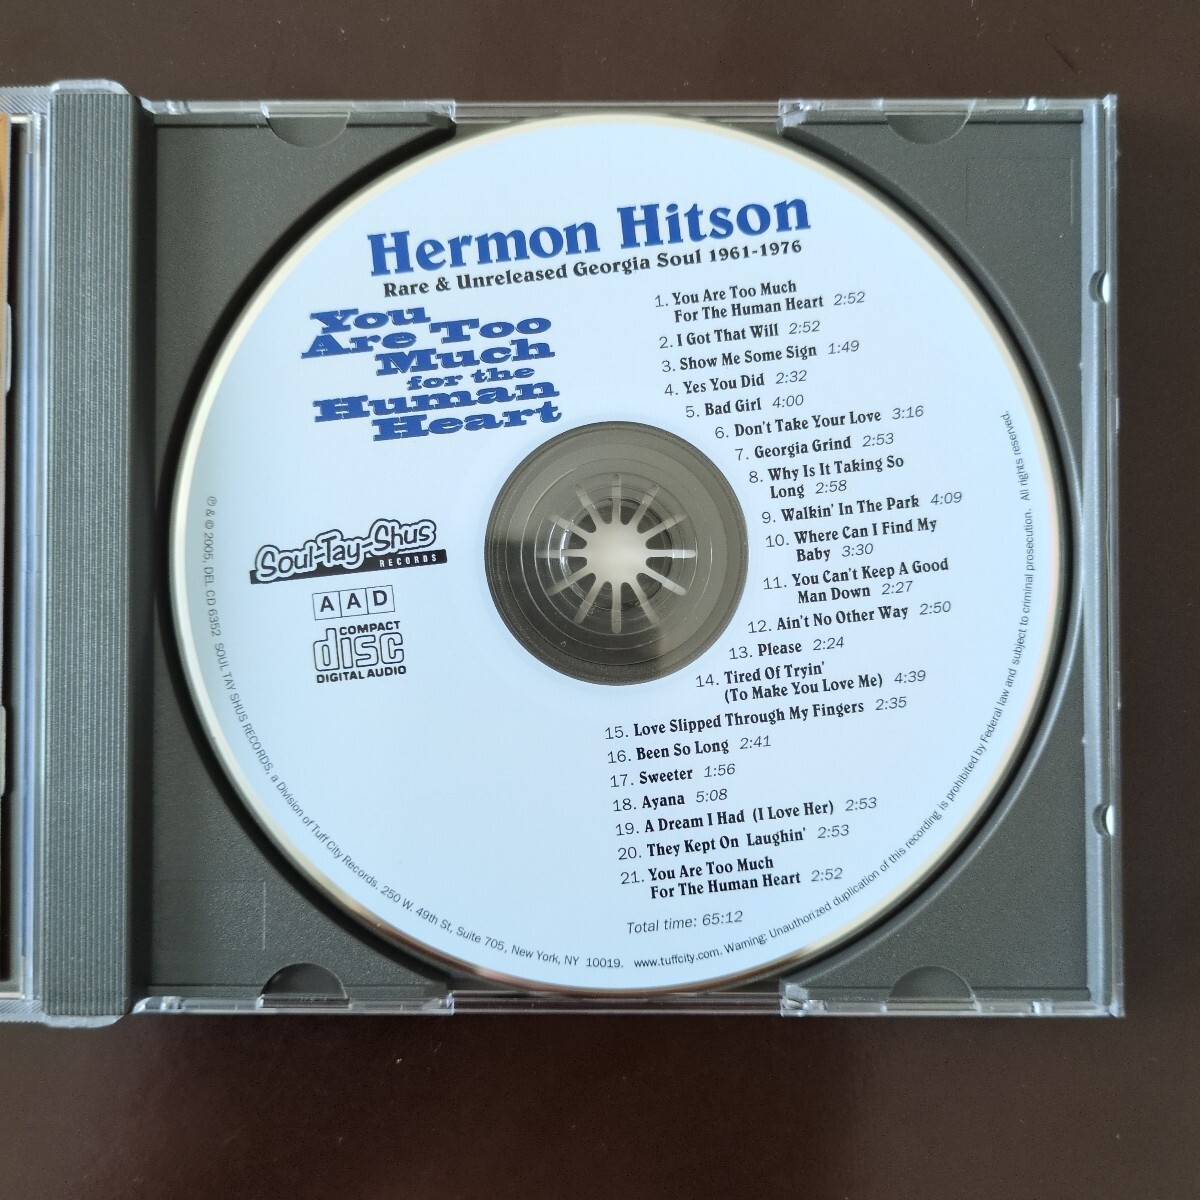 Hermon Hitson
Rare & Unreleased Georgia Soul 1961-1976
You
Are Too
Much
for the
Human
Heart
1. You Are Too Much
For The Human Heart 2:52
2. I Got That Will 2:52
3. Show Me Some Sign 1:49
4. Yes You Did 2:32
5. Bad Girl 4:00
6. Don't Take Your Love 3:16
7. Georgia Grind 2:53
8. Why Is It Taking So
Long 2:58
9. Walkin' In The Park 4:09
10. Where Can I Find My
Baby 3:30
11. You Can't Keep A Good
Man Down 2:27
12. Ain't No Other Way 2:50
13. Please 2:24
14. Tired Of Tryin'
(To Make You Love Me) 4:39
15. Love Slipped Through My Fingers 2:35
16. Been So Long 2:41
17. Sweeter 1:56
18. Ayana 5:08
19. A Dream I Had (I Love Her) 2:53
20. They Kept On Laughin' 2:53
21. You Are Too Much
For The Human Heart 2:52
Total time: 65:12
Soul-Tay-Shus
RECORDS
AAD
COMPACT
disc
DIGITAL AUDIO
℗ & © 2005, DEL CD 6352 SOUL TAY SHUS RECORDS, a Division of Tuff City Records. 250 W. 49th St, Suite 705, New York, NY 10019. www.tuffcity.com. Warning: Unauthorized duplication of this recording is prohibited by Federal law and subject to criminal prosecution. All rights reserved.